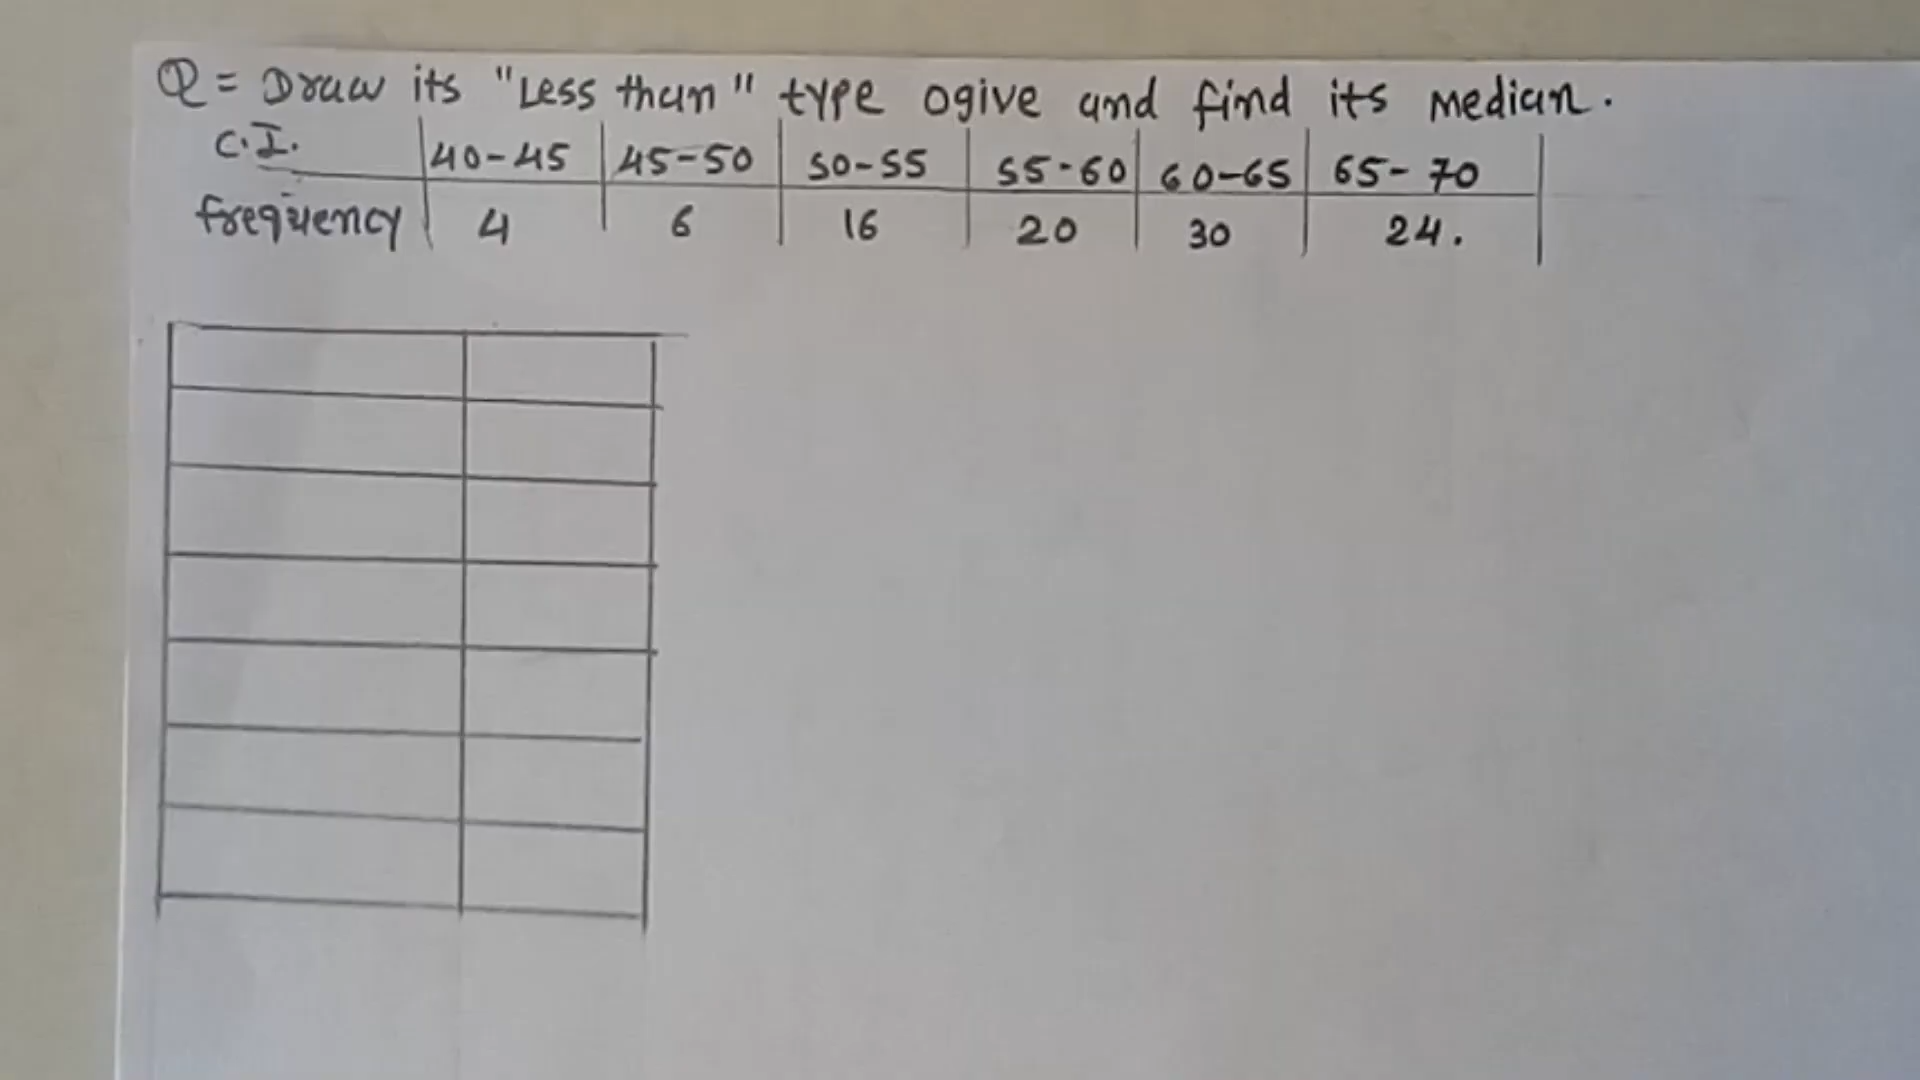 Q = Draw its "Less than" type ogive and find its median.
C.I. 40-45 45-50 50-55 55-60 60-65 65-70
frequency 4 6 16 20 30 24.